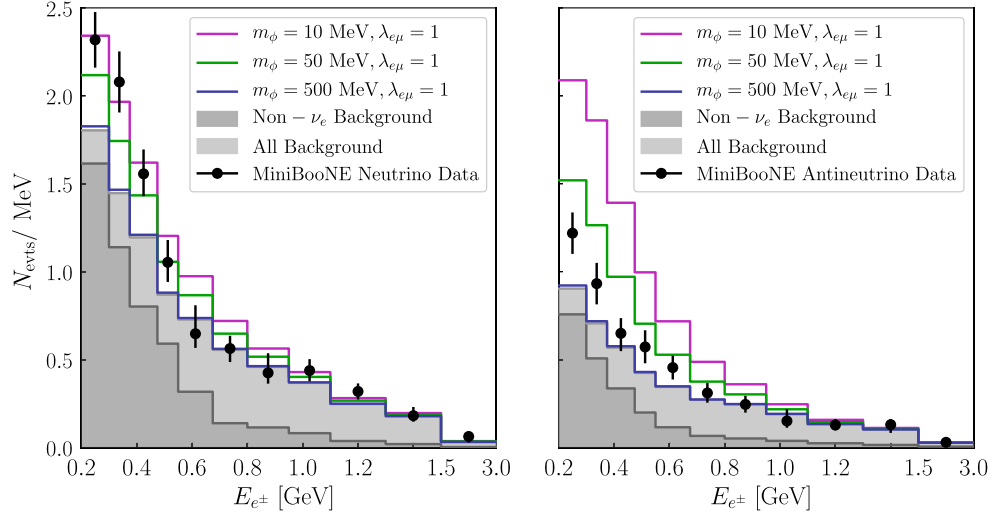 2.5
2.0
1.5
1.0
0.5
0.0
N_evts/ MeV
m_ϕ = 10 MeV, λ_eμ = 1
m_ϕ = 50 MeV, λ_eμ = 1
m_ϕ = 500 MeV, λ_eμ = 1
Non − ν_e Background
All Background
MiniBooNE Neutrino Data
0.2 0.4 0.6 0.8 1.0 1.2 1.5 3.0
E_e± [GeV]
m_ϕ = 10 MeV, λ_eμ = 1
m_ϕ = 50 MeV, λ_eμ = 1
m_ϕ = 500 MeV, λ_eμ = 1
Non − ν_e Background
All Background
MiniBooNE Antineutrino Data
0.2 0.4 0.6 0.8 1.0 1.2 1.5 3.0
E_e± [GeV]